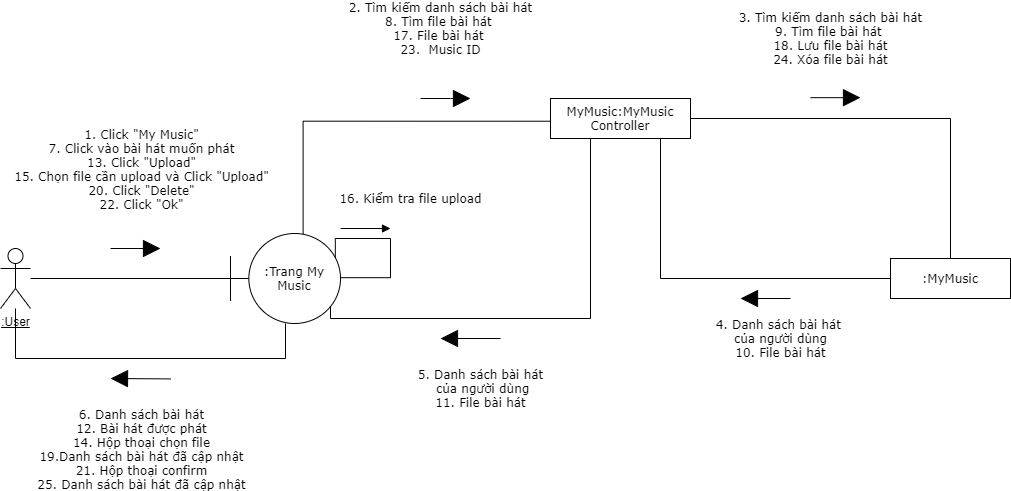 2. Tìm kiếm danh sách bài hát
8. Tìm file bài hát
17. File bài hát
23. Music ID
3. Tìm kiếm danh sách bài hát
9. Tìm file bài hát
18. Lưu file bài hát
24. Xóa file bài hát
MyMusic:MyMusic
Controller
1. Click "My Music"
7. Click vào bài hát muốn phát
13. Click "Upload"
15. Chọn file cần upload và Click "Upload"
20. Click "Delete"
22. Click "Ok"
16. Kiểm tra file upload
:Trang My
Music
:MyMusic
:User
4. Danh sách bài hát
của người dùng
10. File bài hát
5. Danh sách bài hát
của người dùng
11. File bài hát
6. Danh sách bài hát
12. Bài hát được phát
14. Hộp thoại chọn file
19.Danh sách bài hát đã cập nhật
21. Hộp thoại confirm
25. Danh sách bài hát đã cập nhật